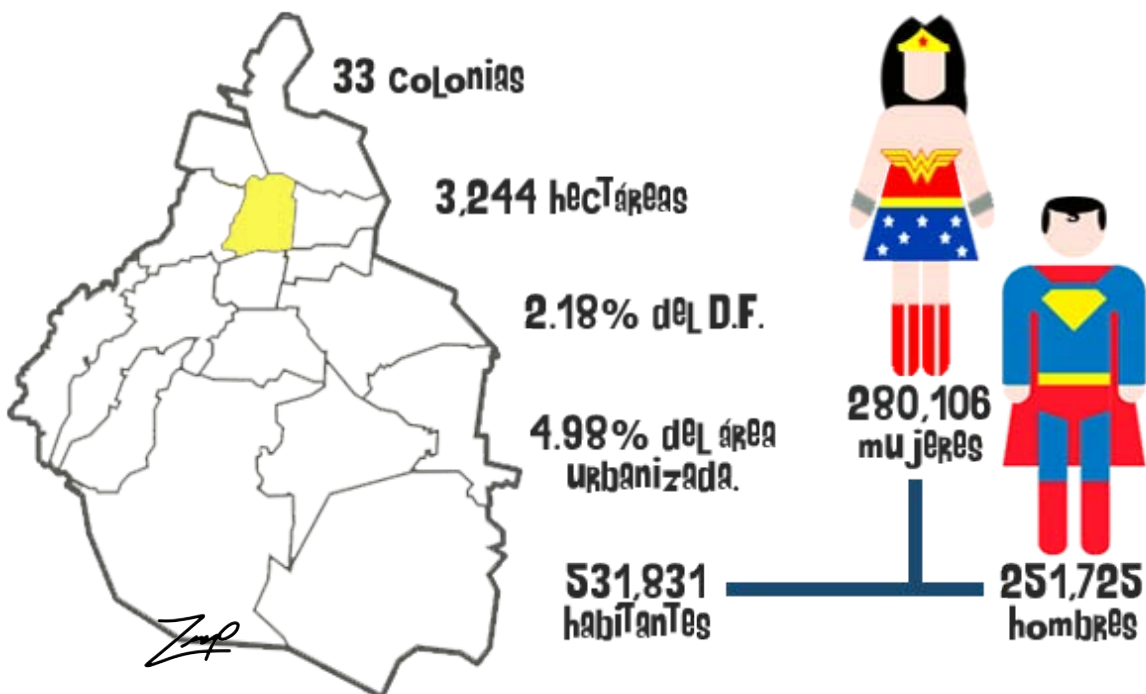 33 colonias
3,244 hectáreas
2.18% del D.F.
4.98% del área
urbanizada.
531,831
habitantes
280,106
mujeres
251,725
hombres